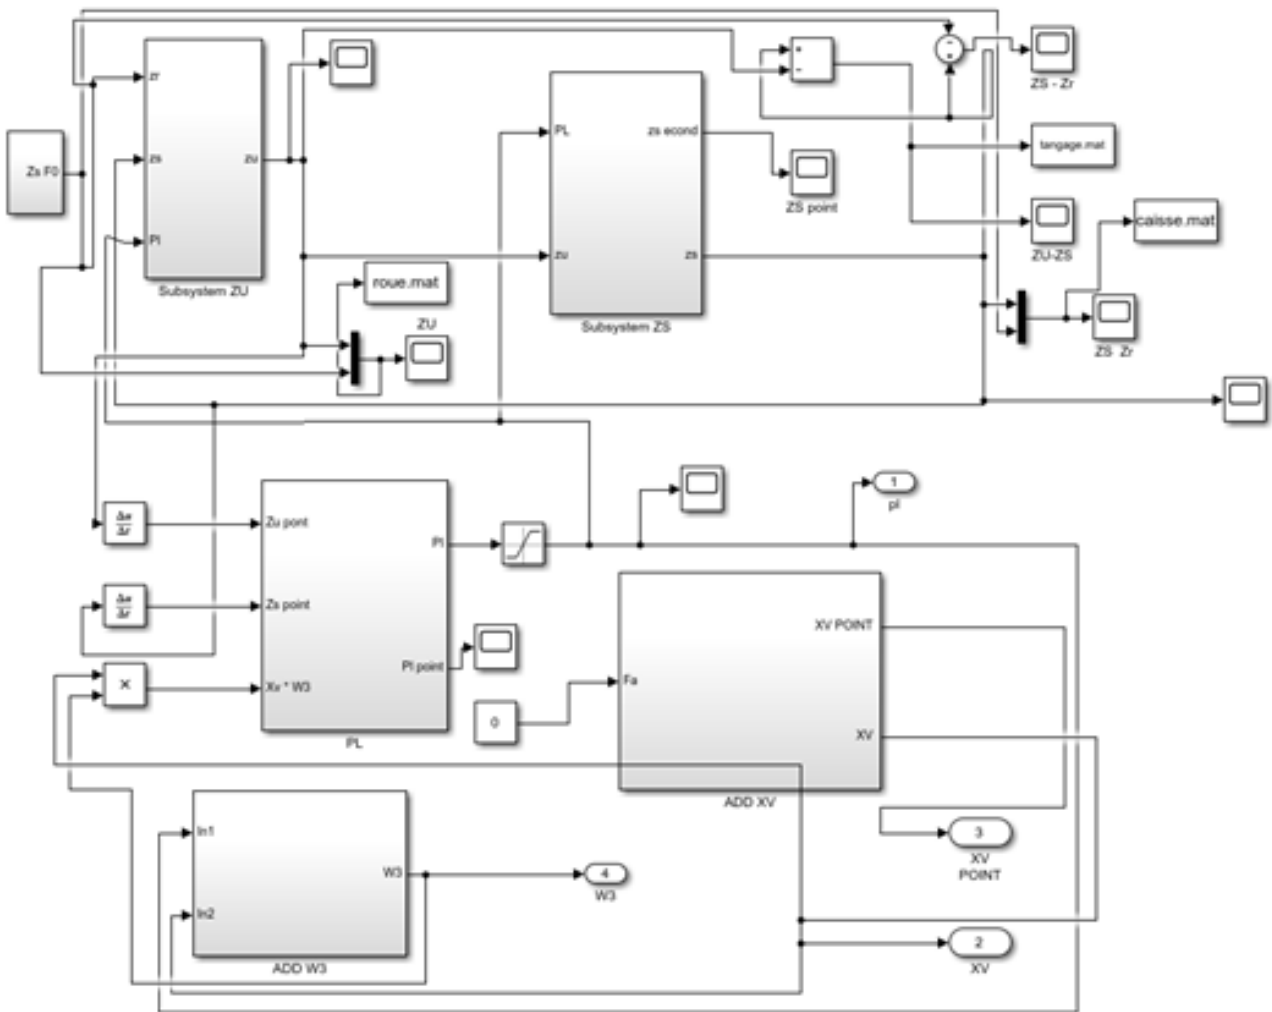 ZS - Zr
zr
Zs F0
zs
zu
Pl
Subsystem ZU
PL
zs econd
zu
zs
Subsystem ZS
+
-
ZS point
tangage.mat
ZU-ZS
caisse.mat
ZS Zr
roue.mat
ZU
Zu pont
Zs point
Xv * W3
Pl
Pl point
PL
×
0
1
pl
Fa
XV POINT
XV
ADD XV
In1
In2
W3
ADD W3
4
W3
3
XV
POINT
2
XV